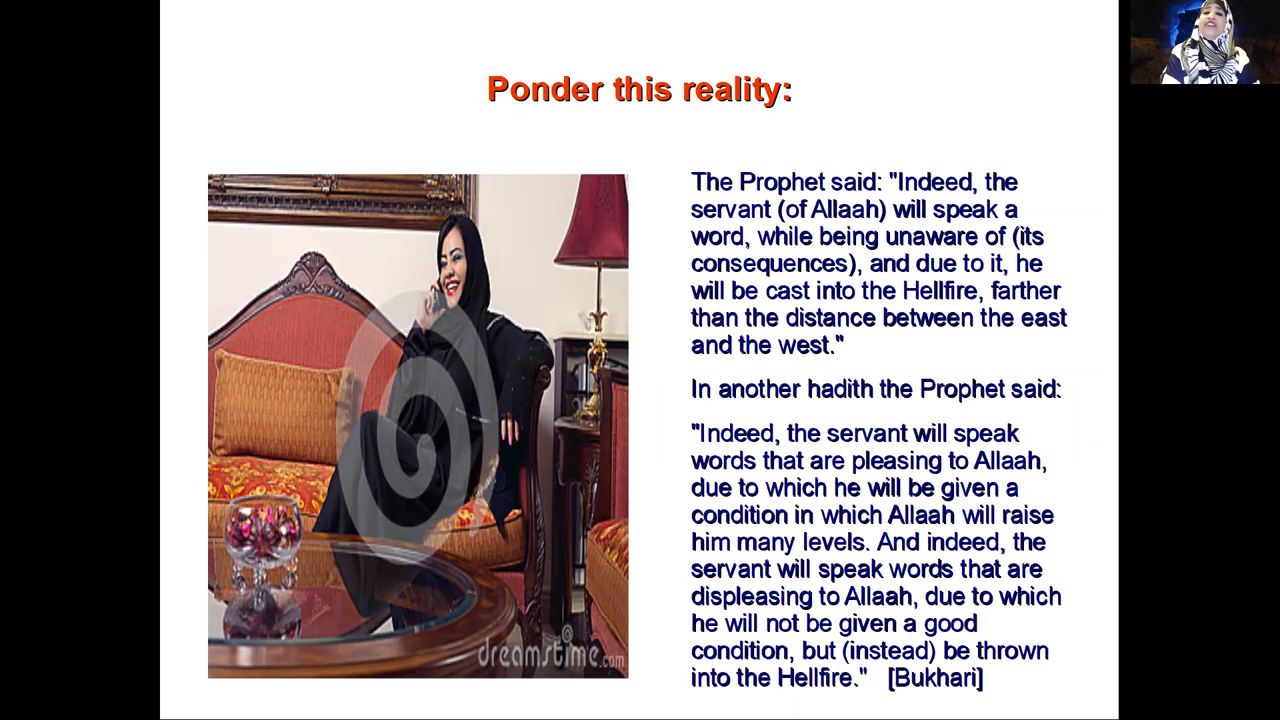 Ponder this reality:
The Prophet said: "Indeed, the
servant (of Allaah) will speak a
word, while being unaware of (its
consequences), and due to it, he
will be cast into the Hellfire, farther
than the distance between the east
and the west."
In another hadith the Prophet said:
"Indeed, the servant will speak
words that are pleasing to Allaah,
due to which he will be given a
condition in which Allaah will raise
him many levels. And indeed, the
servant will speak words that are
displeasing to Allaah, due to which
he will not be given a good
condition, but (instead) be thrown
into the Hellfire." [Bukhari]
dreamstime.com